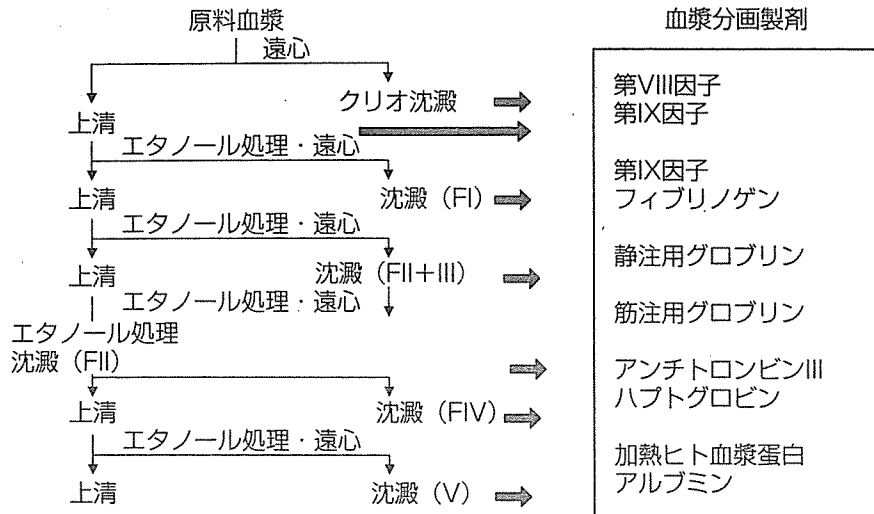 原料血漿
遠心
クリオ沈澱
上清
エタノール処理・遠心
上清
沈澱（FI）
エタノール処理・遠心
上清
沈澱（FII＋III）
エタノール処理・遠心
エタノール処理
沈澱（FII）
上清
沈澱（FIV）
エタノール処理・遠心
上清
沈澱（V）
血漿分画製剤
第VIII因子
第IX因子
第IX因子
フィブリノゲン
静注用グロブリン
筋注用グロブリン
アンチトロンビンIII
ハプトグロビン
加熱ヒト血漿蛋白
アルブミン